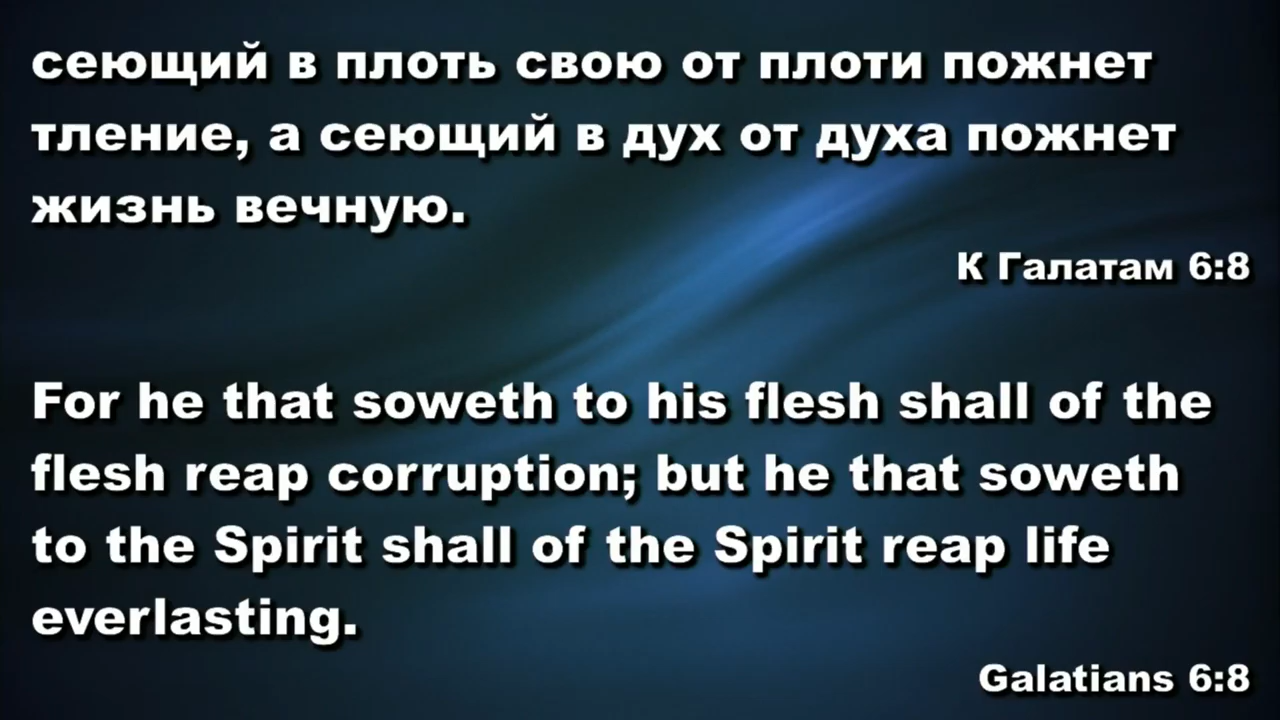 сеющий в плоть свою от плоти пожнет
тление, а сеющий в дух от духа пожнет
жизнь вечную.
К Галатам 6:8
For he that soweth to his flesh shall of the
flesh reap corruption; but he that soweth
to the Spirit shall of the Spirit reap life
everlasting.
Galatians 6:8